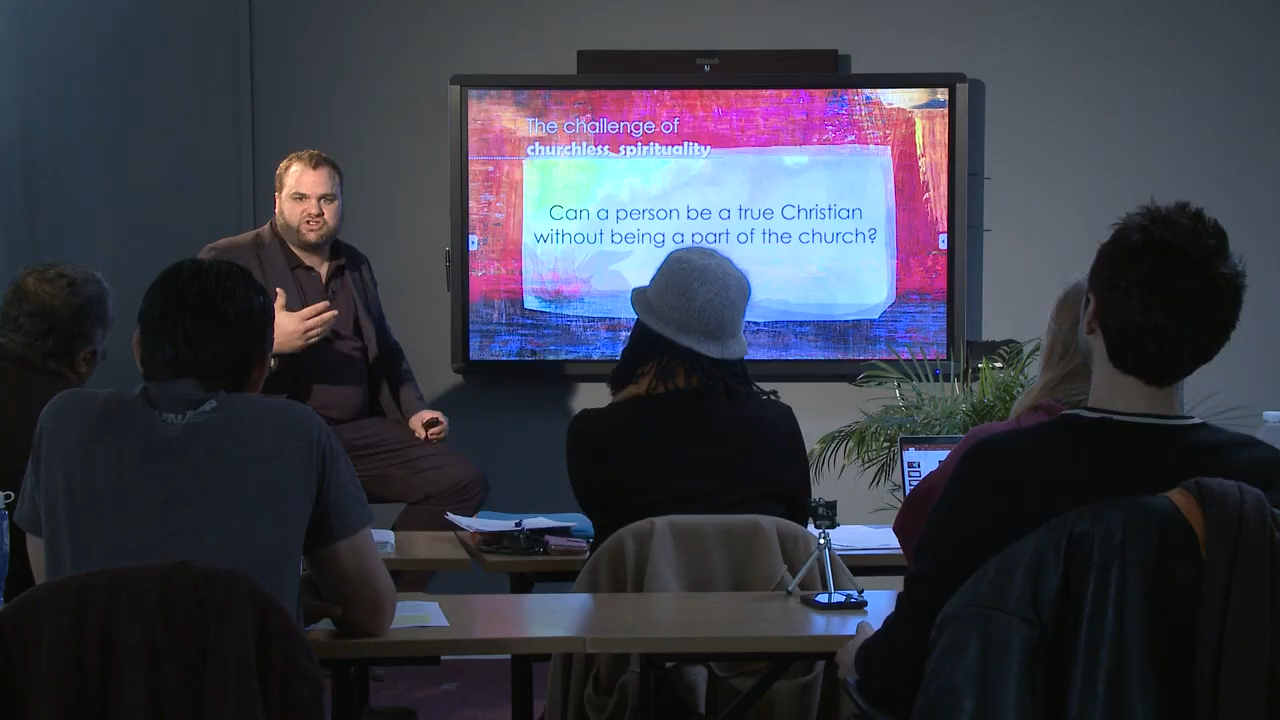 The challenge of
churchless spirituality
Can a person be a true Christian
without being a part of the church?